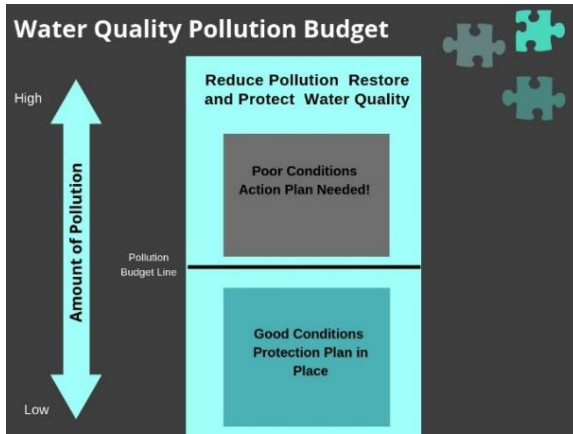 Water Quality Pollution Budget
Reduce Pollution Restore
and Protect Water Quality
High
Poor Conditions
Action Plan Needed!
Amount of Pollution
Pollution
Budget Line
Good Conditions
Protection Plan in
Place
Low